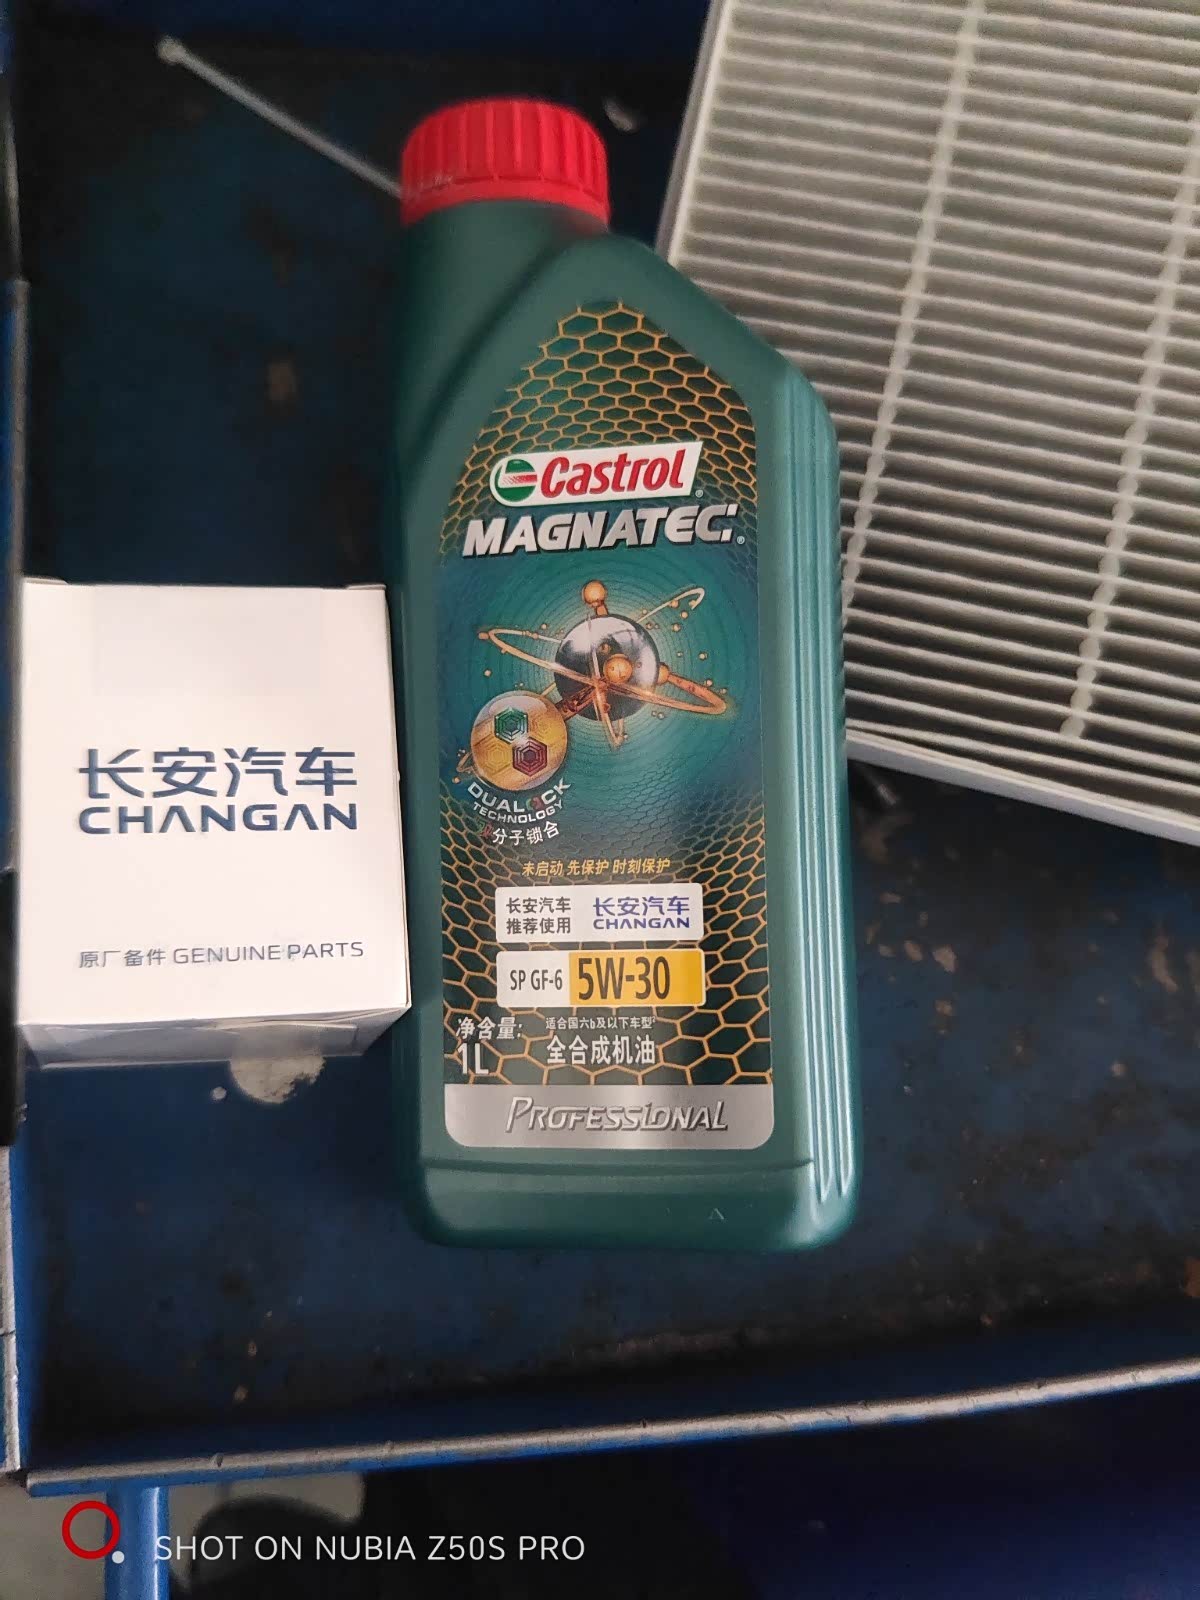 Castrol
MAGNATEC
DUALOCK
TECHNOLOGY
分子锁合
未启动 先保护 时刻保护
长安汽车
推荐使用
长安汽车
CHANGAN
SP GF-6 5W-30
净含量:
1L
适合国六b及以下车型
全合成机油
PROFESSIONAL
长安汽车
CHANGAN
原厂备件 GENUINE PARTS
SHOT ON NUBIA Z50S PRO